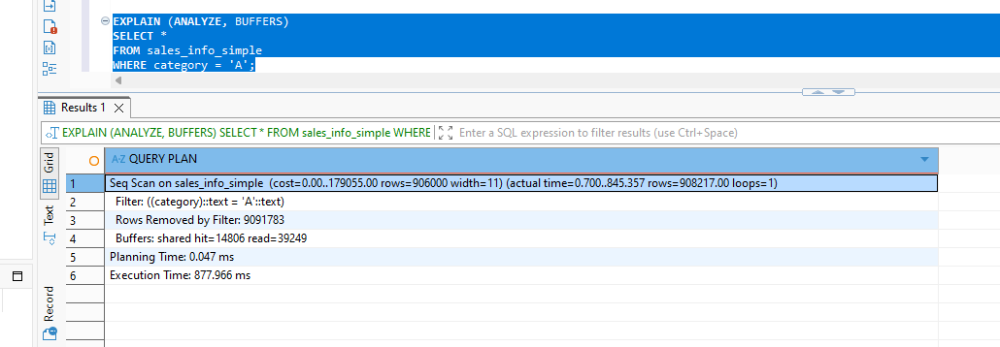 EXPLAIN (ANALYZE, BUFFERS)
SELECT *
FROM sales_info_simple
WHERE category = 'A';
Results 1
EXPLAIN (ANALYZE, BUFFERS) SELECT * FROM sales_info_simple WHERE
Enter a SQL expression to filter results (use Ctrl+Space)
Grid
Text
Record
A-Z QUERY PLAN
1 Seq Scan on sales_info_simple (cost=0.00..179055.00 rows=906000 width=11) (actual time=0.700..845.357 rows=908217.00 loops=1)
2 Filter: ((category)::text = 'A'::text)
3 Rows Removed by Filter: 9091783
4 Buffers: shared hit=14806 read=39249
5 Planning Time: 0.047 ms
6 Execution Time: 877.966 ms